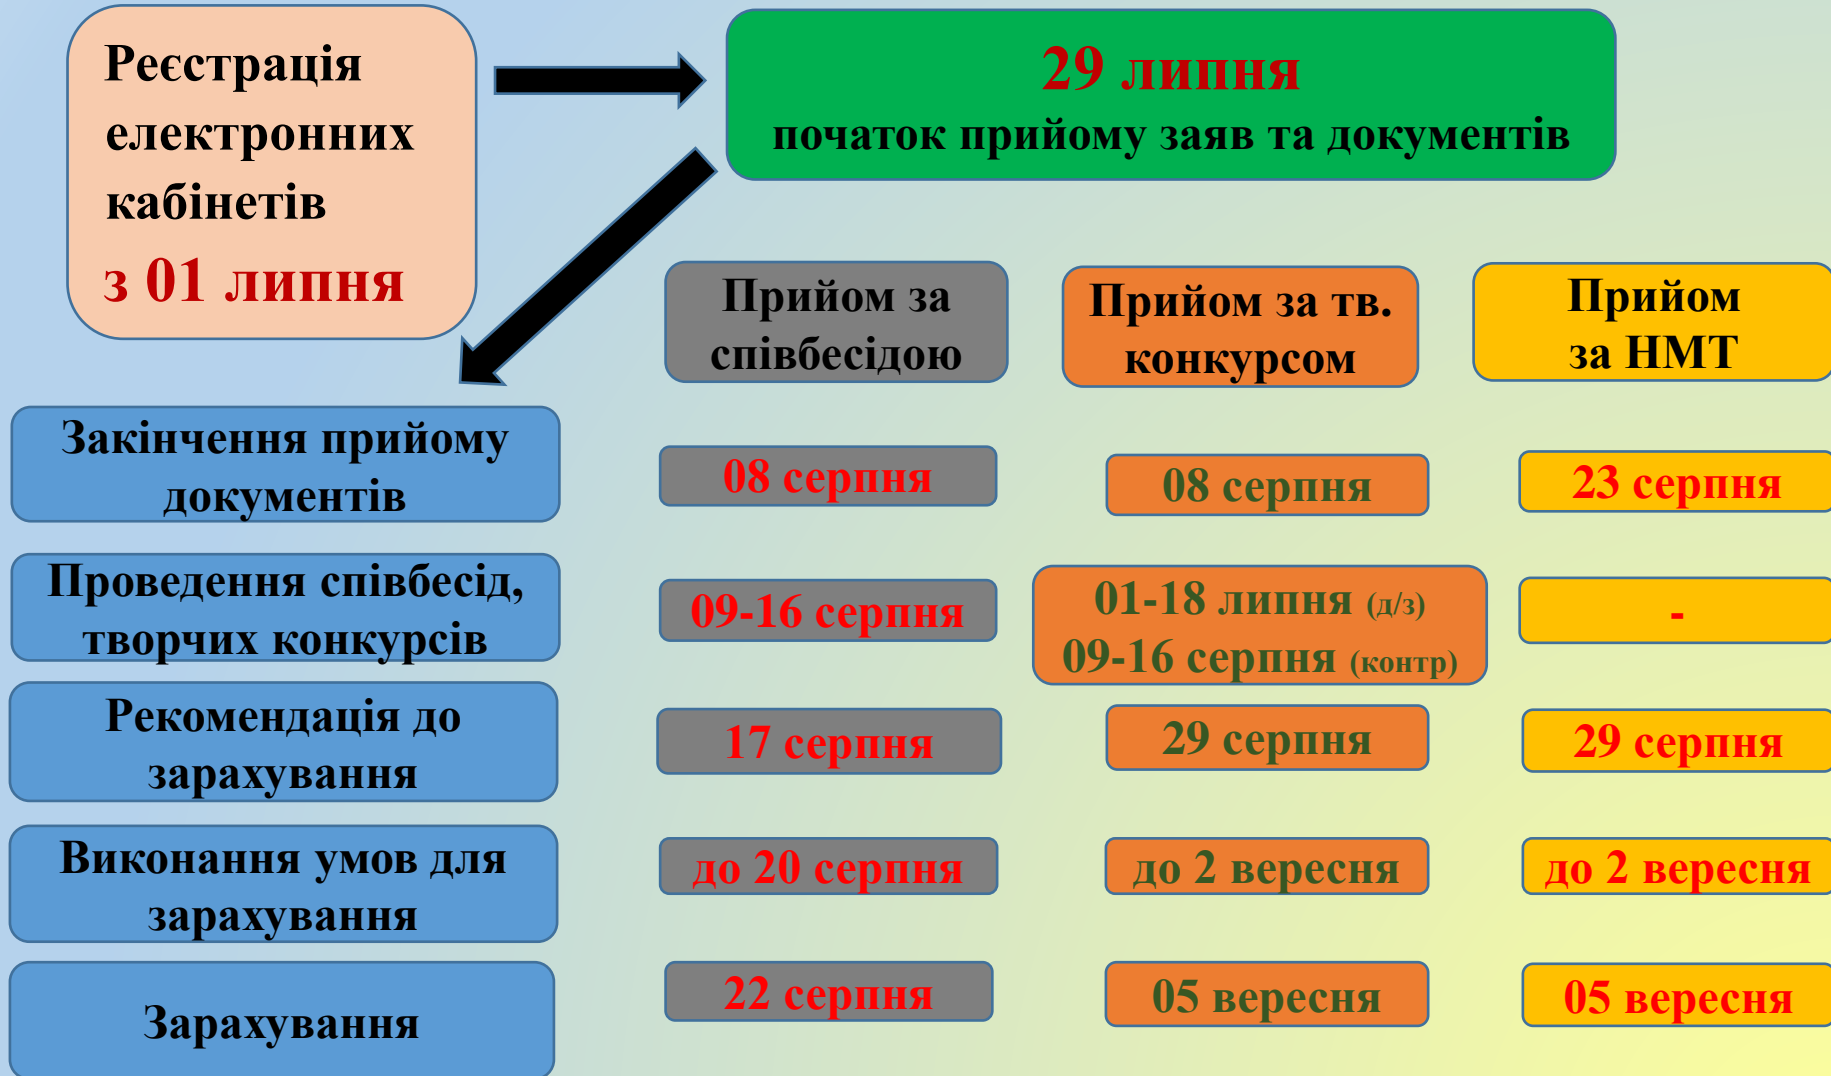 Реєстрація
електронних
кабінетів
з 01 липня
29 липня
початок прийому заяв та документів
Прийом за
співбесідою
Прийом за тв.
конкурсом
Прийом
за НМТ
Закінчення прийому
документів
08 серпня
08 серпня
23 серпня
Проведення співбесід,
творчих конкурсів
09-16 серпня
01-18 липня (д/з)
09-16 серпня (контр)
-
Рекомендація до
зарахування
17 серпня
29 серпня
29 серпня
Виконання умов для
зарахування
до 20 серпня
до 2 вересня
до 2 вересня
Зарахування
22 серпня
05 вересня
05 вересня